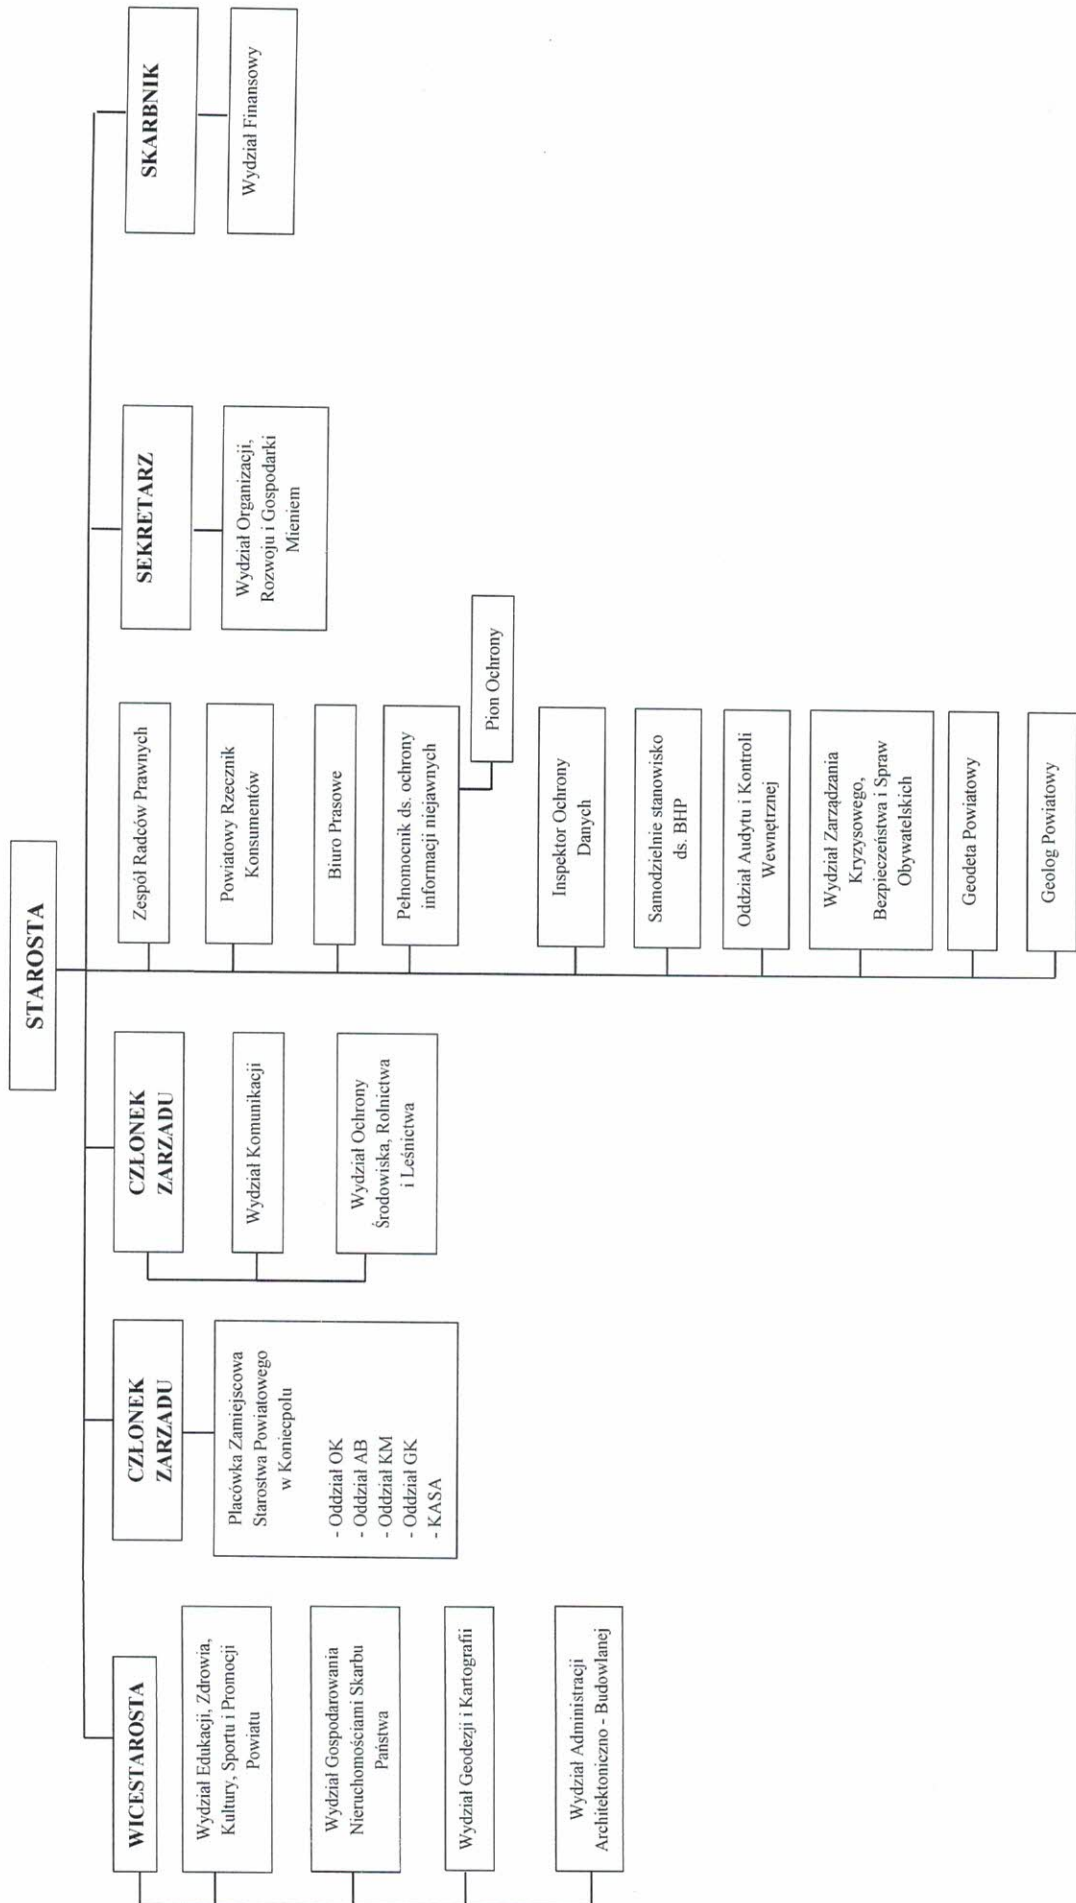 STAROSTA
WICESTAROSTA
Wydział Edukacji, Zdrowia,
Kultury, Sportu i Promocji
Powiatu
Wydział Gospodarowania
Nieruchomościami Skarbu
Państwa
Wydział Geodezji i Kartografii
Wydział Administracji
Architektoniczno - Budowlanej
CZŁONEK
ZARZADU
Placówka Zamiejscowa
Starostwa Powiatowego
w Koniecpolu
- Oddział OK
- Oddział AB
- Oddział KM
- Oddział GK
- KASA
CZŁONEK
ZARZADU
Wydział Komunikacji
Wydział Ochrony
Środowiska, Rolnictwa
i Leśnictwa
Zespół Radców Prawnych
Powiatowy Rzecznik
Konsumentów
Biuro Prasowe
Pełnomocnik ds. ochrony
informacji niejawnych
Pion Ochrony
Inspektor Ochrony
Danych
Samodzielnie stanowisko
ds. BHP
Oddział Audytu i Kontroli
Wewnętrznej
Wydział Zarządzania
Kryzysowego,
Bezpieczeństwa i Spraw
Obywatelskich
Geodeta Powiatowy
Geolog Powiatowy
SEKRETARZ
Wydział Organizacji,
Rozwoju i Gospodarki
Mieniem
SKARBNIK
Wydział Finansowy